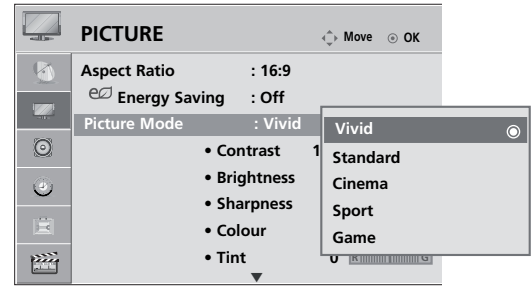 PICTURE
Move
OK
Aspect Ratio : 16:9
Energy Saving : Off
Picture Mode : Vivid
• Contrast 1
• Brightness
• Sharpness
• Colour
• Tint 0 R G
Vivid
Standard
Cinema
Sport
Game